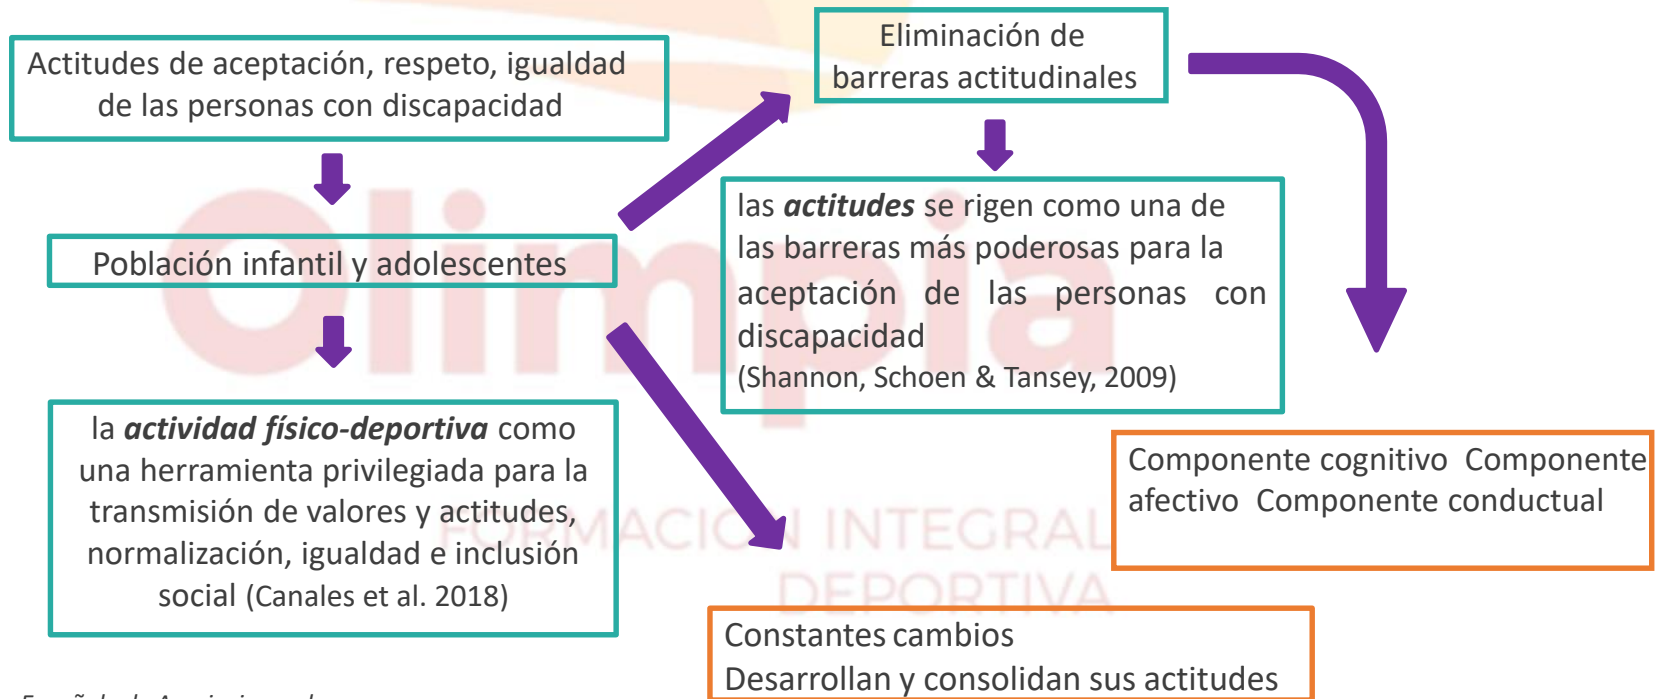 Actitudes de aceptación, respeto, igualdad
de las personas con discapacidad
Población infantil y adolescentes
la actividad físico-deportiva como
una herramienta privilegiada para la
transmisión de valores y actitudes,
normalización, igualdad e inclusión
social (Canales et al. 2018)
Eliminación de
barreras actitudinales
las actitudes se rigen como una de
las barreras más poderosas para la
aceptación de las personas con
discapacidad
(Shannon, Schoen & Tansey, 2009)
Componente cognitivo Componente
afectivo Componente conductual
Constantes cambios
Desarrollan y consolidan sus actitudes
Olimpia
FORMACIÓN INTEGRAL
DEPORTIVA